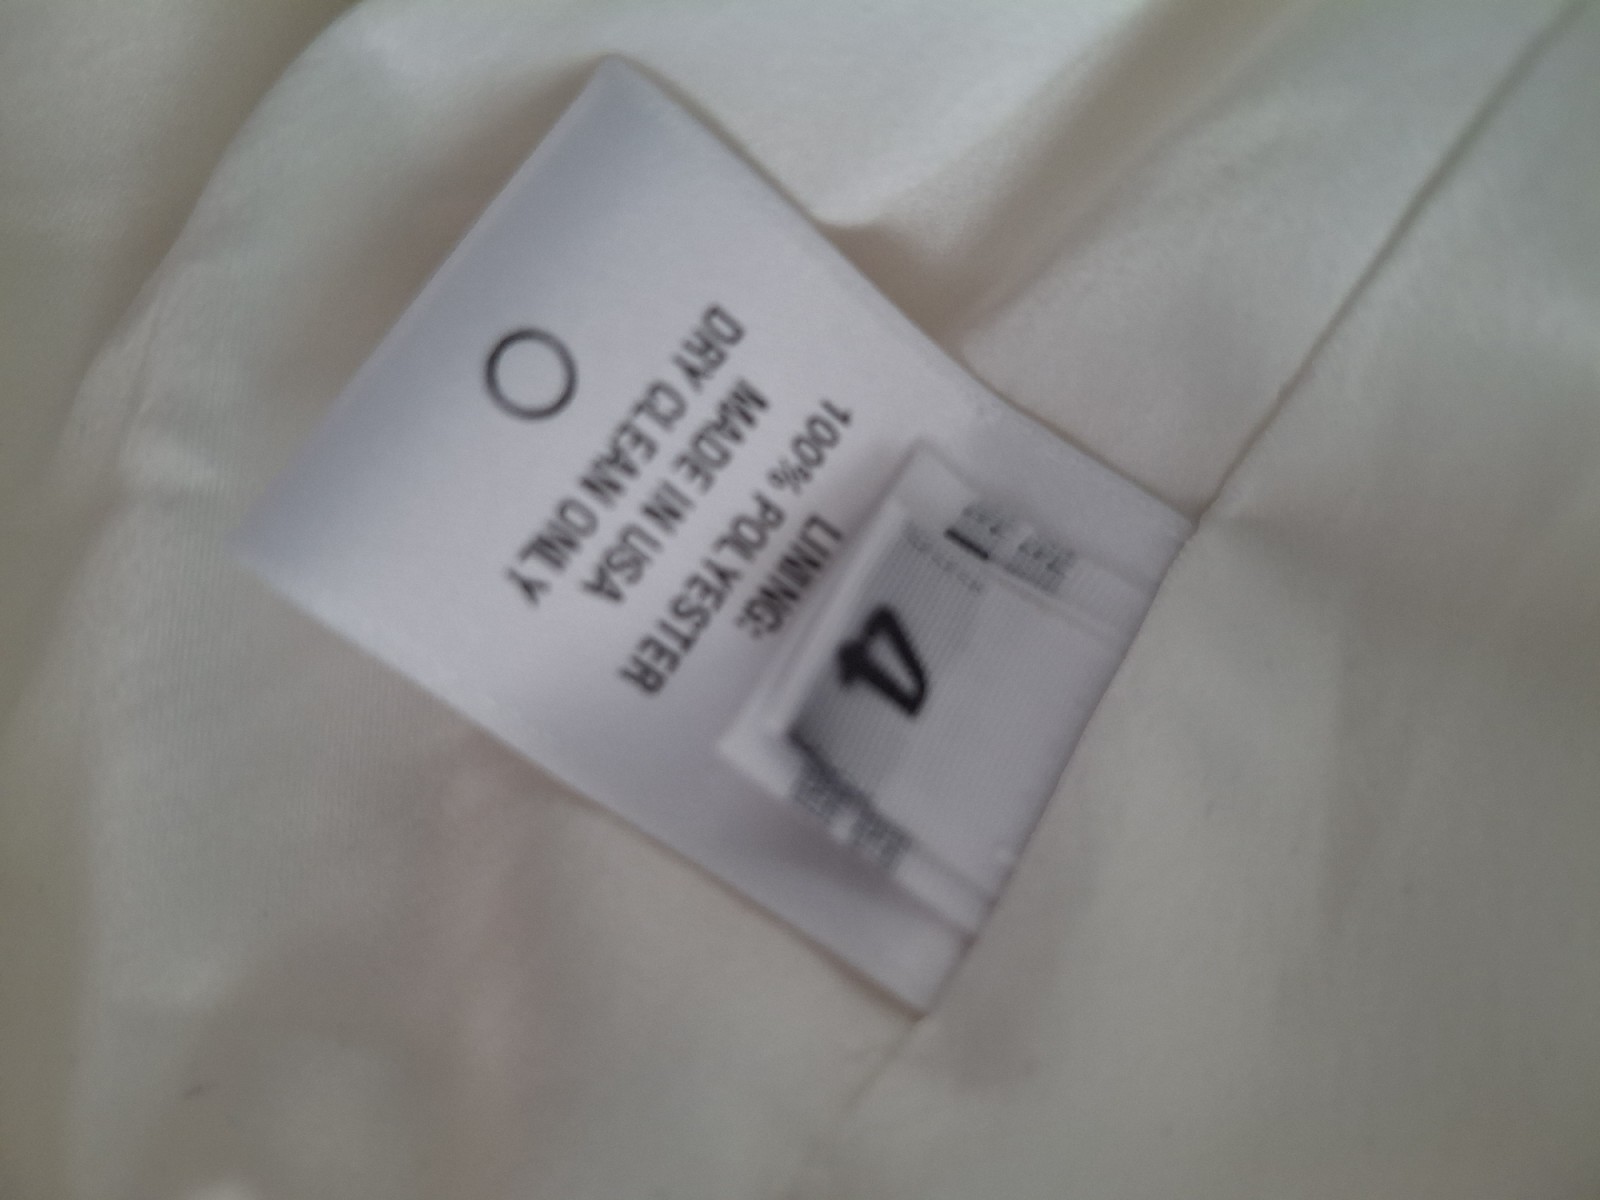 4
LINING:
100% POLYESTER
MADE IN USA
DRY CLEAN ONLY